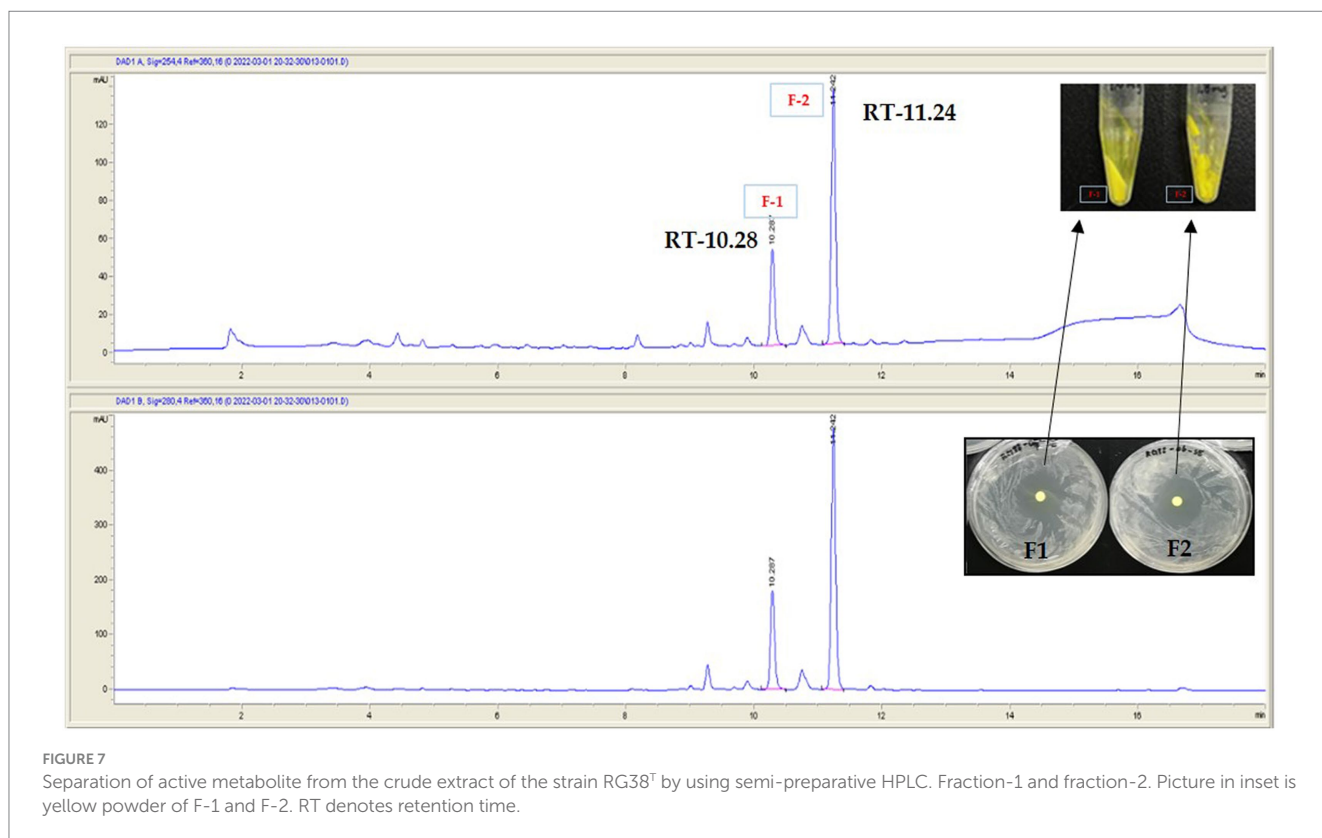 DAD1 A, Sig=254,4 Ref=360,16 (0 2022-03-01 20-32-30\013-0101.D)
mAU
120
100
80
60
40
20
0
2
4
6
8
10
12
14
16
min
F-2
11.242
RT-11.24
F-1
10.287
RT-10.28
F-1
F-2
DAD1 B, Sig=280,4 Ref=360,16 (0 2022-03-01 20-32-30\013-0101.D)
mAU
400
300
200
100
0
2
4
6
8
10
12
14
16
min
10.287
11.242
F1
F2
FIGURE 7
Separation of active metabolite from the crude extract of the strain RG38ᵀ by using semi-preparative HPLC. Fraction-1 and fraction-2. Picture in inset is
yellow powder of F-1 and F-2. RT denotes retention time.